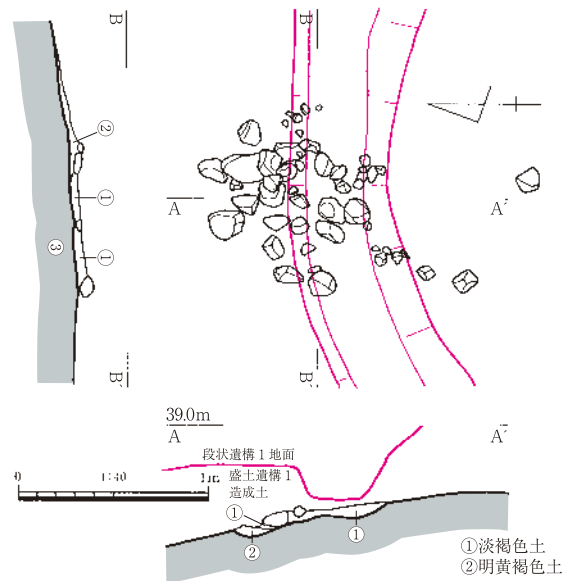 B
B
②
①
①
③
A
A´
B´
B´
39.0m
A
A´
段状遺構1地面
盛土遺構1
造成土
0
1:40
1m
①
②
①
①淡褐色土
②明黄褐色土